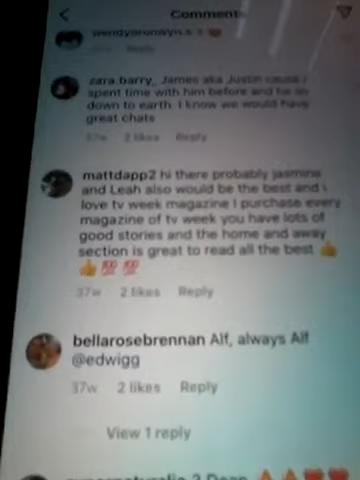 Comments
wendybronwyn.s
Reply
zara.barry_ James aka Justin cause i
spent time with him before and he so
down to earth. I know we would have
great chats
37w 2 likes Reply
mattdapp2 hi there probably jasmine
and Leah also would be the best and i
love tv week magazine I purchase every
magazine of tv week you have lots of
good stories and the home and away
section is great to read all the best 👍
👍 💯 💯
37w 2 likes Reply
bellarosebrennan Alf, always Alf
@edwigg
37w 2 likes Reply
View 1 reply